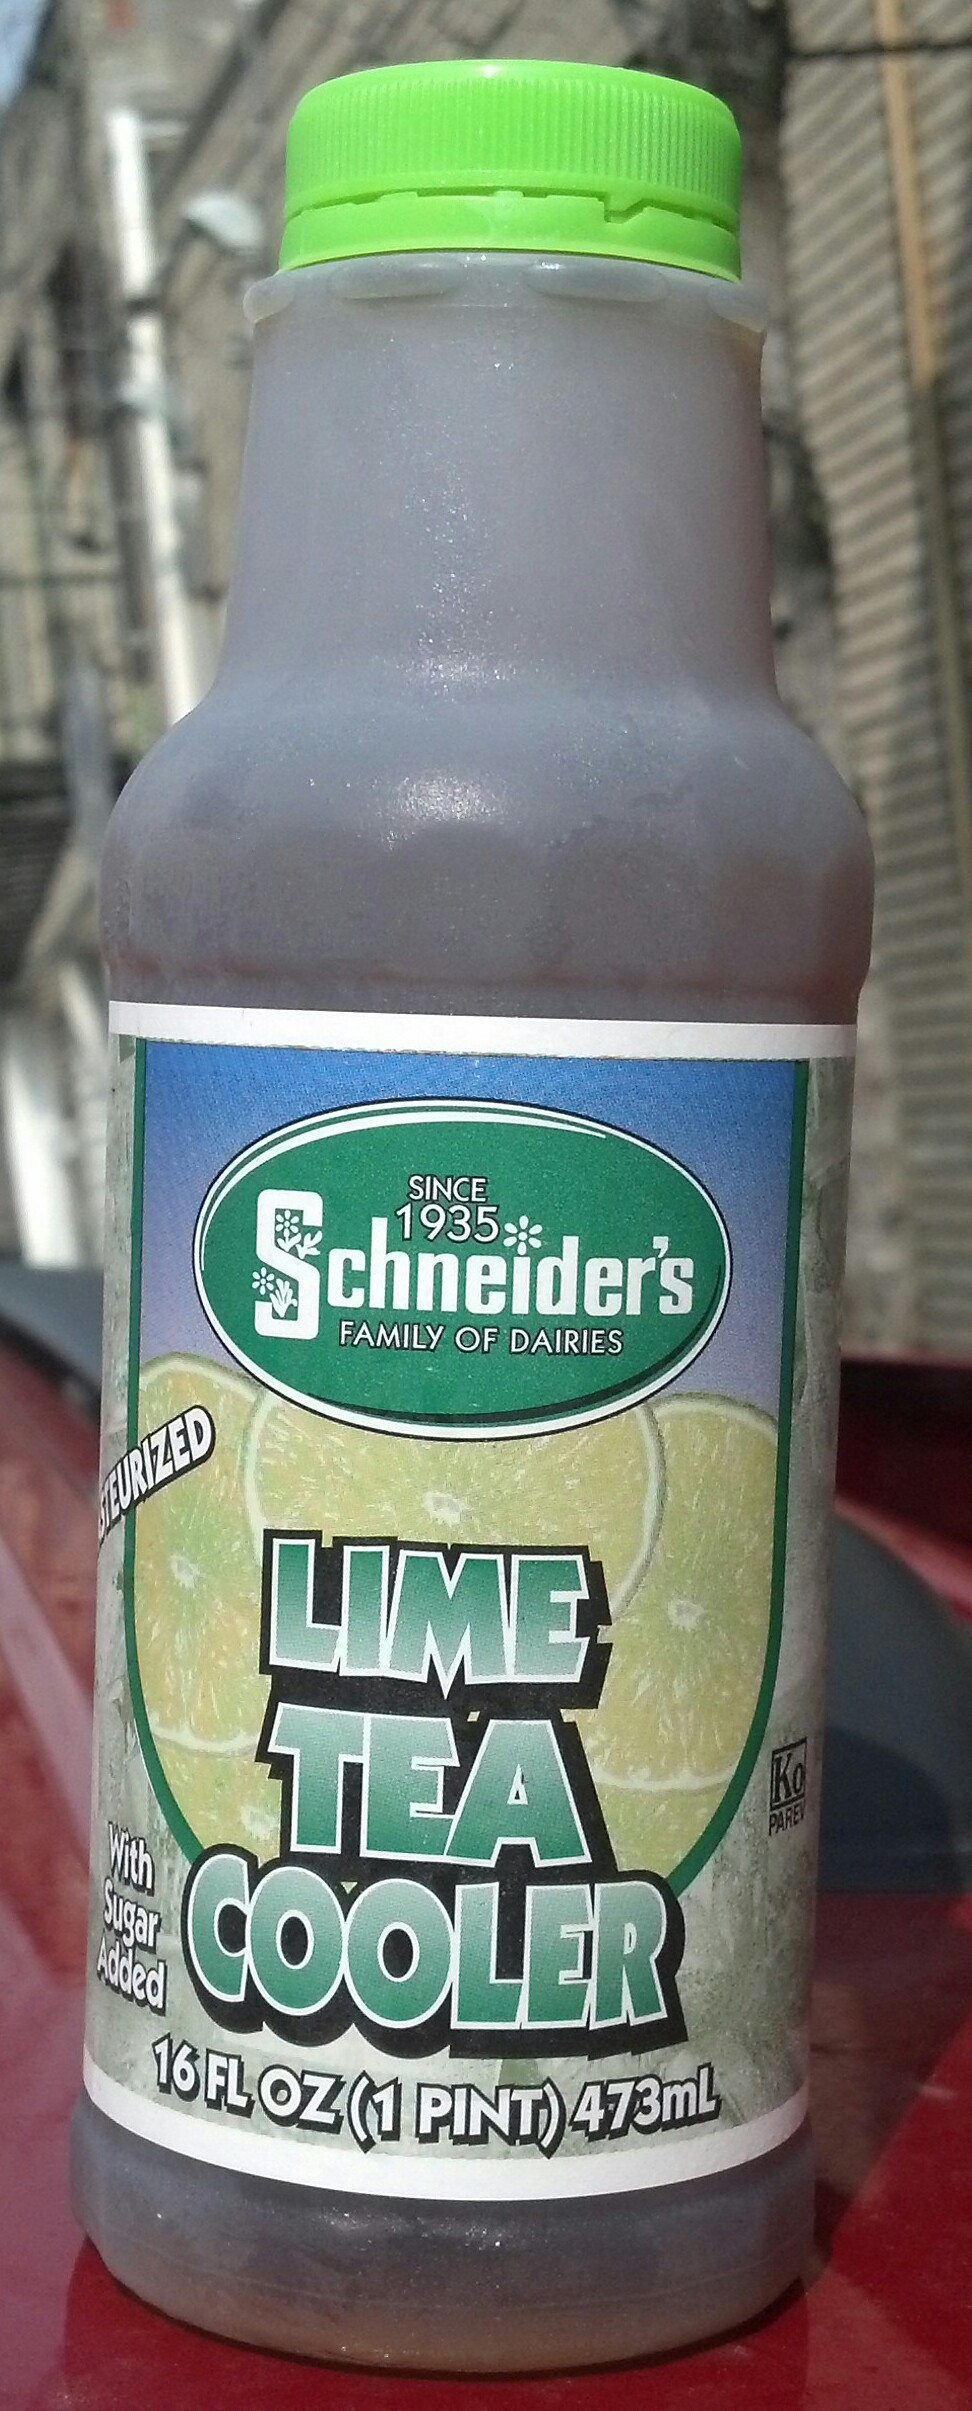 SINCE
1935
Schneider's
FAMILY OF DAIRIES
LIME
TEA
COOLER
With
Sugar
Added
Ko
PAREV
16 FL OZ (1 PINT) 473mL